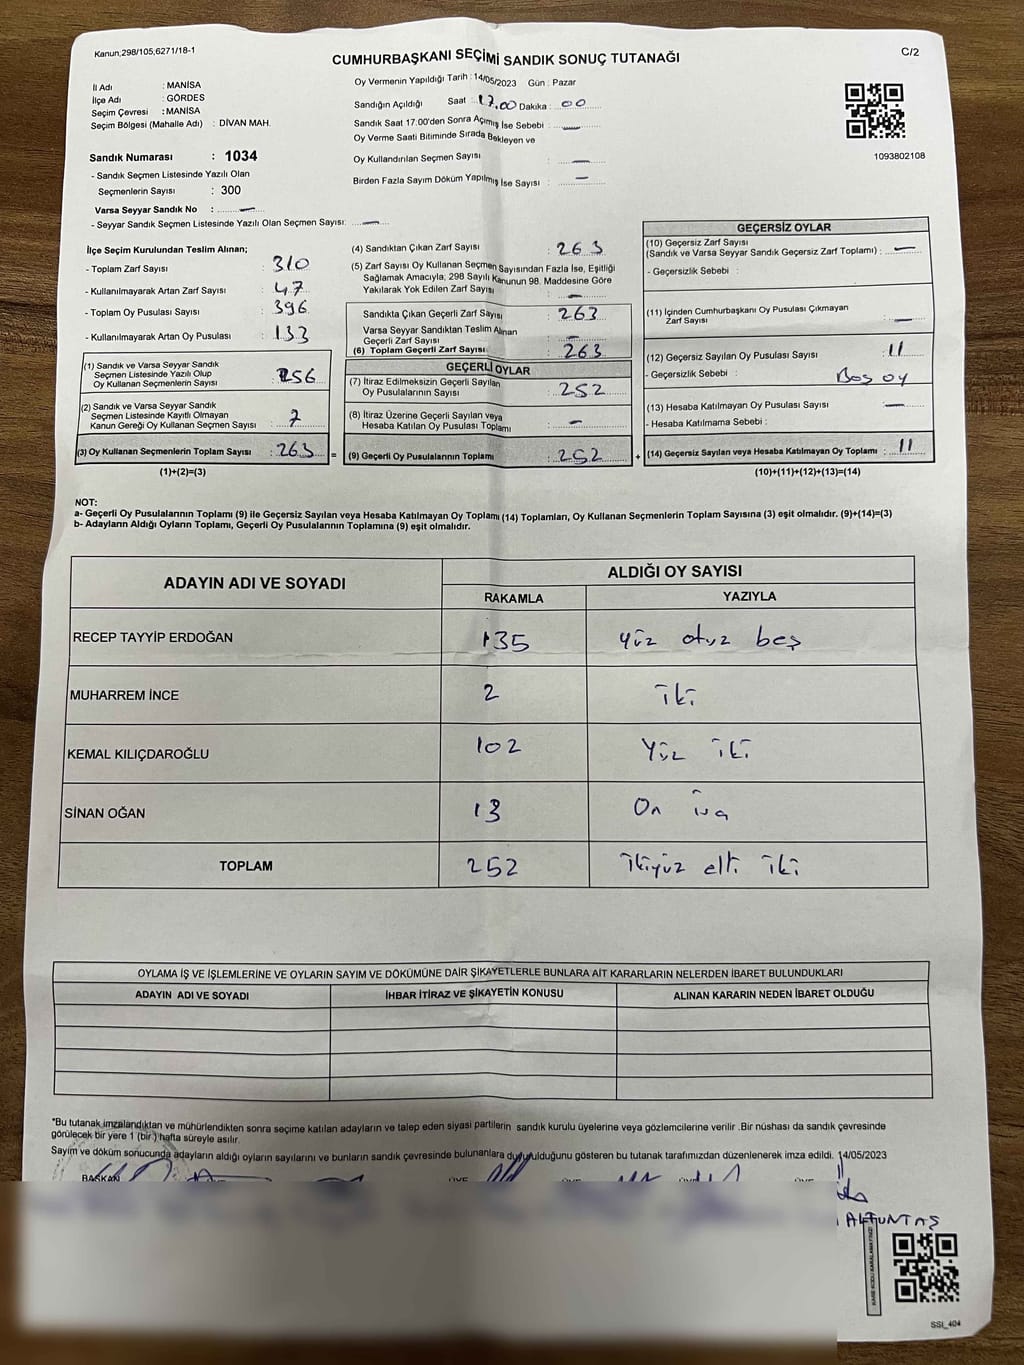 Kanun,298/105,6271/18-1
C/2
CUMHURBAŞKANI SEÇİMİ SANDIK SONUÇ TUTANAĞI
İl Adı : MANİSA
İlçe Adı : GÖRDES
Seçim Çevresi : MANİSA
Seçim Bölgesi (Mahalle Adı) : DİVAN MAH.
Sandık Numarası : 1034
- Sandık Seçmen Listesinde Yazılı Olan
Seçmenlerin Sayısı : 300
Varsa Seyyar Sandık No : —
- Seyyar Sandık Seçmen Listesinde Yazılı Olan Seçmen Sayısı: —
Oy Vermenin Yapıldığı Tarih : 14/05/2023 Gün : Pazar
Sandığın Açıldığı Saat : 17.00 Dakika : 00
Sandık Saat 17.00'den Sonra Açımış İse Sebebi : —
Oy Verme Saati Bitiminde Sırada Bekleyen ve
Oy Kullandırılan Seçmen Sayısı : —
Birden Fazla Sayım Döküm Yapılmış İse Sayısı : —
1093802108
İlçe Seçim Kurulundan Teslim Alınan;
- Toplam Zarf Sayısı : 310
- Kullanılmayarak Artan Zarf Sayısı : 47
- Toplam Oy Pusulası Sayısı : 396
- Kullanılmayarak Artan Oy Pusulası : 133
(1) Sandık ve Varsa Seyyar Sandık
Seçmen Listesinde Yazılı Olup
Oy Kullanan Seçmenlerin Sayısı : 256
(2) Sandık ve Varsa Seyyar Sandık
Seçmen Listesinde Kayıtlı Olmayan
Kanun Gereği Oy Kullanan Seçmen Sayısı : 7
(3) Oy Kullanan Seçmenlerin Toplam Sayısı : 263 =
(1)+(2)=(3)
(4) Sandıktan Çıkan Zarf Sayısı : 263
(5) Zarf Sayısı Oy Kullanan Seçmen Sayısından Fazla İse, Eşitliği
Sağlamak Amacıyla; 298 Sayılı Kanunun 98. Maddesine Göre
Yakılarak Yok Edilen Zarf Sayısı : —
Sandıkta Çıkan Geçerli Zarf Sayısı : 263
Varsa Seyyar Sandıktan Teslim Alınan
Geçerli Zarf Sayısı : —
(6) Toplam Geçerli Zarf Sayısı : 263
GEÇERLİ OYLAR
(7) İtiraz Edilmeksizin Geçerli Sayılan
Oy Pusulalarının Sayısı : 252
(8) İtiraz Üzerine Geçerli Sayılan veya
Hesaba Katılan Oy Pusulası Toplamı : —
(9) Geçerli Oy Pusulalarının Toplamı : 252 +
GEÇERSİZ OYLAR
(10) Geçersiz Zarf Sayısı
(Sandık ve Varsa Seyyar Sandık Geçersiz Zarf Toplamı) : —
- Geçersizlik Sebebi :
(11) İçinden Cumhurbaşkanı Oy Pusulası Çıkmayan
Zarf Sayısı : —
(12) Geçersiz Sayılan Oy Pusulası Sayısı : 11
- Geçersizlik Sebebi : Boş oy
(13) Hesaba Katılmayan Oy Pusulası Sayısı : —
- Hesaba Katılmama Sebebi :
(14) Geçersiz Sayılan veya Hesaba Katılmayan Oy Toplamı : 11
(10)+(11)+(12)+(13)=(14)
NOT:
a- Geçerli Oy Pusulalarının Toplamı (9) ile Geçersiz Sayılan veya Hesaba Katılmayan Oy Toplamı (14) Toplamları, Oy Kullanan Seçmenlerin Toplam Sayısına (3) eşit olmalıdır. (9)+(14)=(3)
b- Adayların Aldığı Oyların Toplamı, Geçerli Oy Pusulalarının Toplamına (9) eşit olmalıdır.
ADAYIN ADI VE SOYADI ALDIĞI OY SAYISI
RAKAMLA YAZIYLA
RECEP TAYYİP ERDOĞAN 135 Yüz otuz beş
MUHARREM İNCE 2 iki
KEMAL KILIÇDAROĞLU 102 Yüz iki
SİNAN OĞAN 13 On
TOPLAM 252 ikiyüz elli iki
OYLAMA İŞ VE İŞLEMLERİNE VE OYLARIN SAYIM VE DÖKÜMÜNE DAİR ŞİKAYETLERLE BUNLARA AİT KARARLARIN NELERDEN İBARET BULUNDUKLARI
ADAYIN ADI VE SOYADI İHBAR İTİRAZ VE ŞİKAYETİN KONUSU ALINAN KARARIN NEDEN İBARET OLDUĞU
"Bu tutanak imzalandıktan ve mühürlendikten sonra seçime katılan adayların ve talep eden siyasi partilerin sandık kurulu üyelerine veya gözlemcilerine verilir .Bir nüshası da sandık çevresinde
görülecek bir yere 1 (bir ) hafta süreyle asılır.
Sayım ve döküm sonucunda adayların aldığı oyların sayılarını ve bunların sandık çevresinde bulunanlara duyurulduğunu gösteren bu tutanak tarafımızdan düzenlenerek imza edildi. 14/05/2023
BAŞKAN
ALTUNTAŞ
KARE KODU KARALAMAYINIZ!
SSI_404